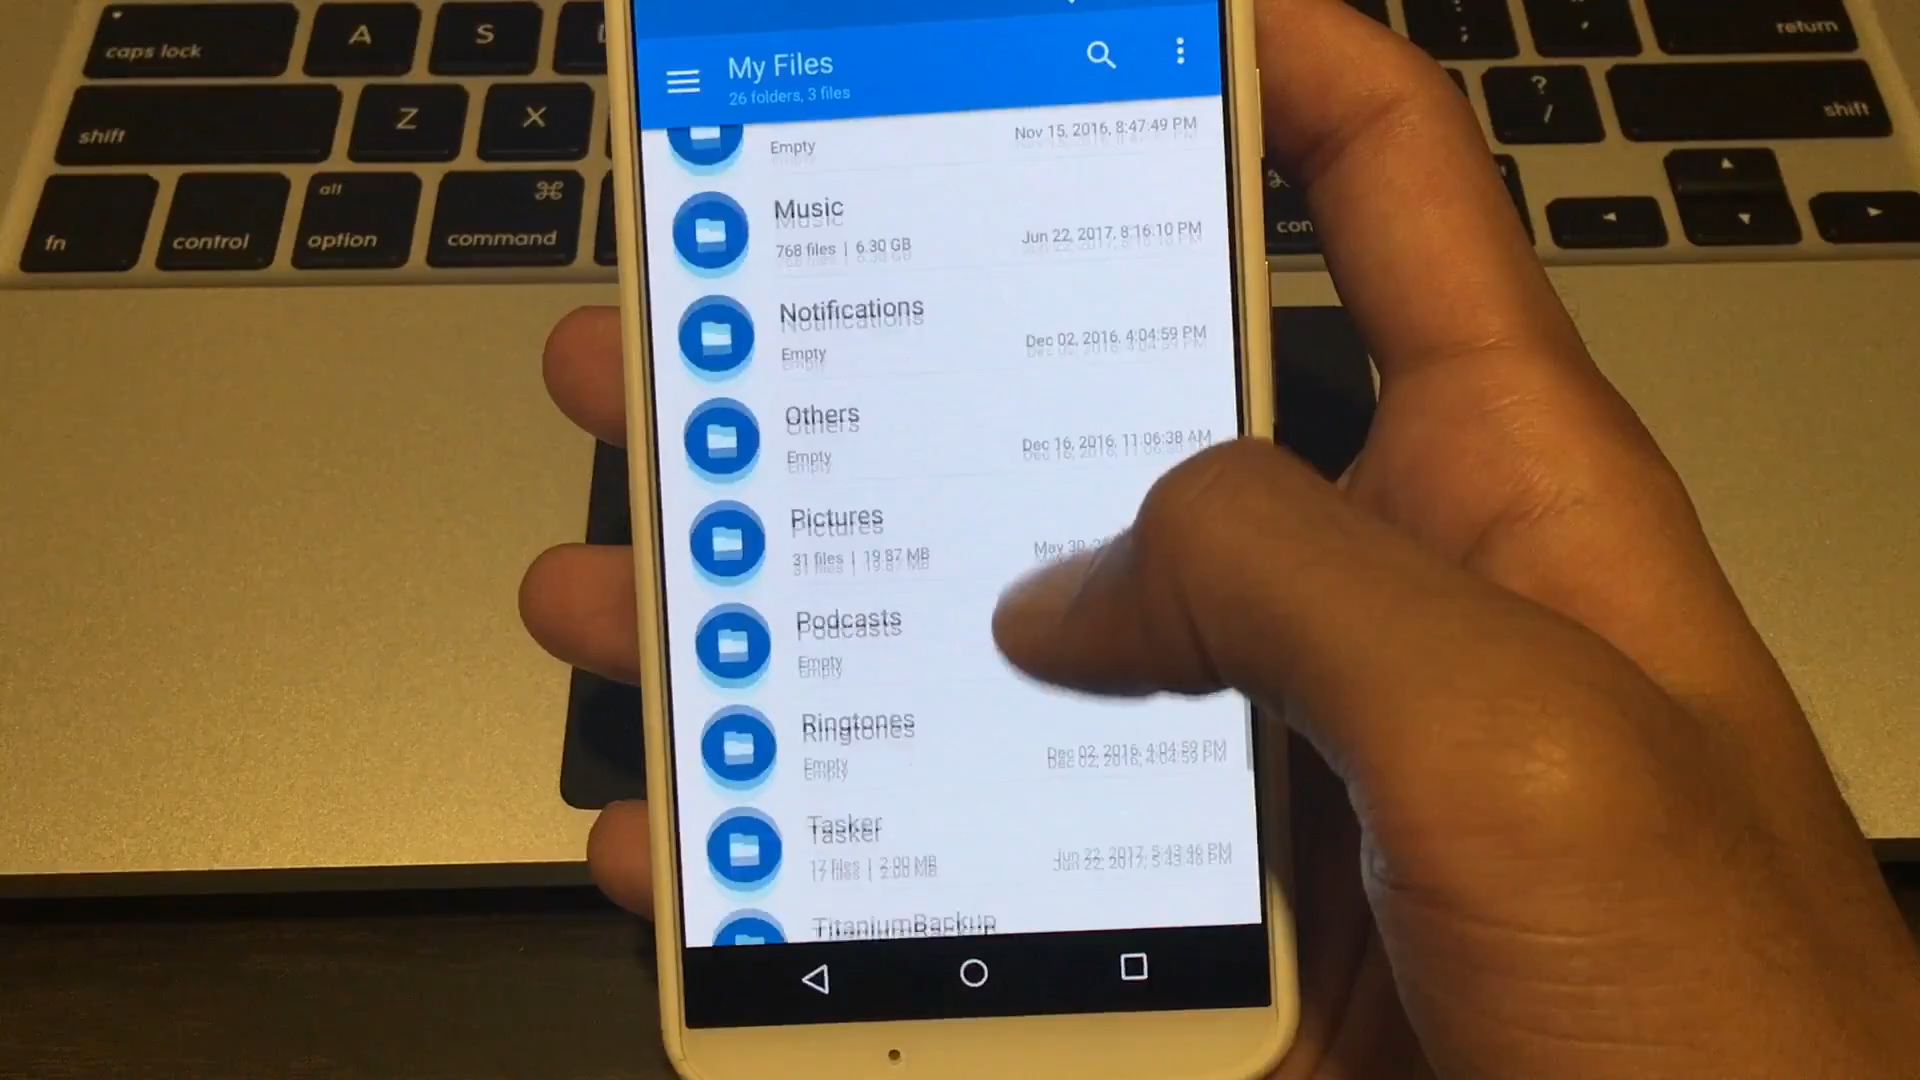 caps lock
A
S
return
shift
Z
X
?
/
shift
fn
control
alt
option
⌘
command
con
My Files
26 folders, 3 files
Empty
Nov 15, 2016, 8:47:49 PM
Music
768 files | 6.30 GB
Jun 22, 2017, 8:16:10 PM
Notifications
Empty
Dec 02, 2016, 4:04:59 PM
Others
Empty
Dec 16, 2016, 11:06:38 AM
Pictures
31 files | 19.87 MB
May 30,
Podcasts
Empty
Ringtones
Empty
Dec 02, 2016, 4:04:59 PM
Tasker
17 files | 2.00 MB
Jun 22, 2017, 5:43:46 PM
TitaniumBackup